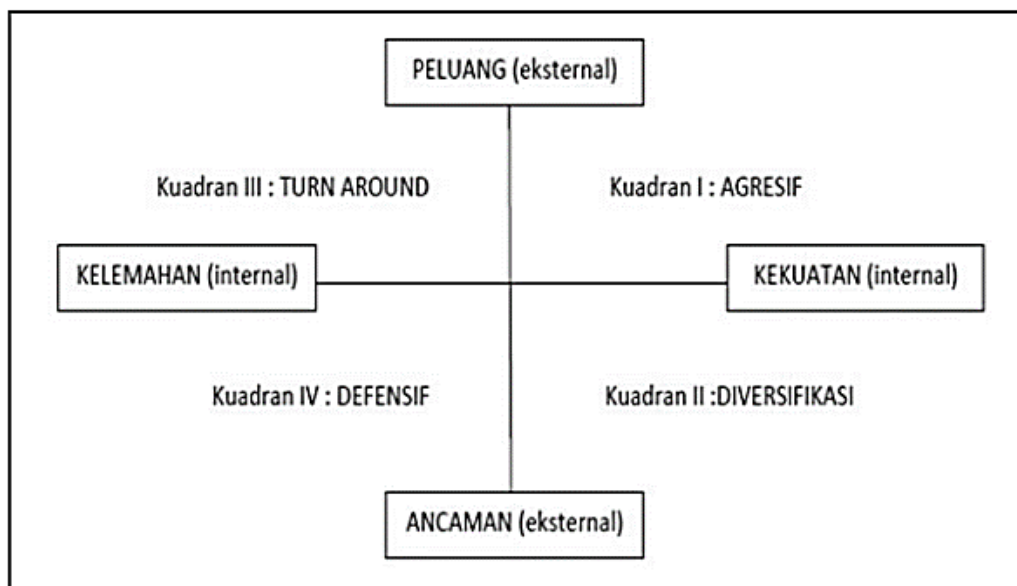 PELUANG (eksternal)
Kuadran III : TURN AROUND
Kuadran I : AGRESIF
KELEMAHAN (internal)
KEKUATAN (internal)
Kuadran IV : DEFENSIF
Kuadran II :DIVERSIFIKASI
ANCAMAN (eksternal)